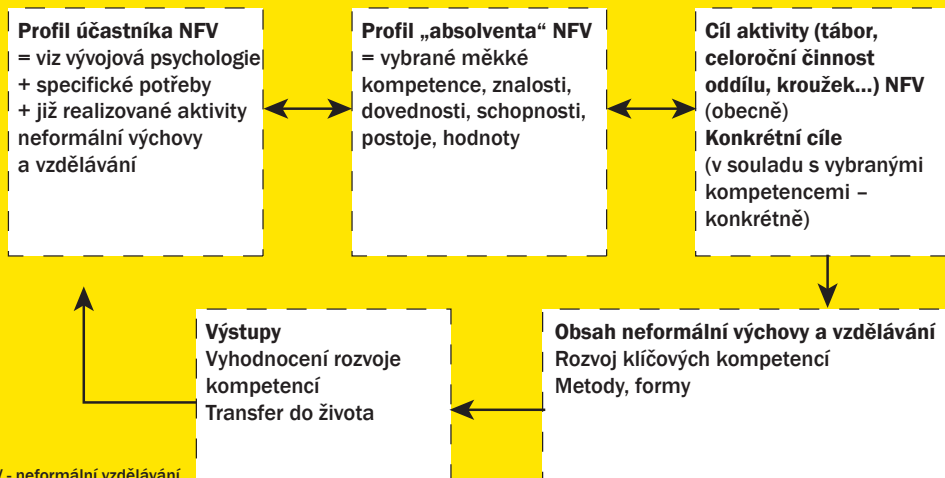 Profil účastníka NFV
= viz vývojová psychologie
+ specifické potřeby
+ již realizované aktivity
neformální výchovy
a vzdělávání
Profil „absolventa“ NFV
= vybrané měkké
kompetence, znalosti,
dovednosti, schopnosti,
postoje, hodnoty
Cíl aktivity (tábor,
celoroční činnost
oddílu, kroužek...) NFV
(obecně)
Konkrétní cíle
(v souladu s vybranými
kompetencemi –
konkrétně)
Obsah neformální výchovy a vzdělávání
Rozvoj klíčových kompetencí
Metody, formy
Výstupy
Vyhodnocení rozvoje
kompetencí
Transfer do života
- neformální vzdělávání